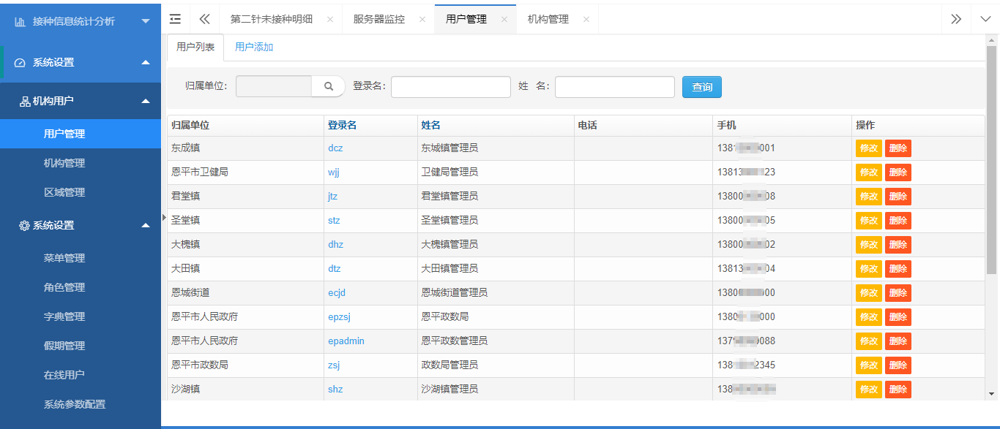 接种信息统计分析
系统设置
机构用户
用户管理
机构管理
区域管理
系统设置
菜单管理
角色管理
字典管理
假期管理
在线用户
系统参数配置
第二针未接种明细 服务器监控 用户管理 机构管理
用户列表 用户添加
归属单位: 登录名: 姓 名: 查询
归属单位 登录名 姓名 电话 手机 操作
东成镇 dcz 东城镇管理员 138 001 修改 删除
恩平市卫健局 wjj 卫健局管理员 13813 23 修改 删除
君堂镇 jtz 君堂镇管理员 13800 08 修改 删除
圣堂镇 stz 圣堂镇管理员 13800 05 修改 删除
大槐镇 dhz 大槐镇管理员 13800 02 修改 删除
大田镇 dtz 大田镇管理员 13813 04 修改 删除
恩城街道 ecjd 恩城街道管理员 1380 00 修改 删除
恩平市人民政府 epzsj 恩平政数局 1380 000 修改 删除
恩平市人民政府 epadmin 恩平政数管理员 137 088 修改 删除
恩平市政数局 zsj 政数局管理员 138 2345 修改 删除
沙湖镇 shz 沙湖镇管理员 138 修改 删除